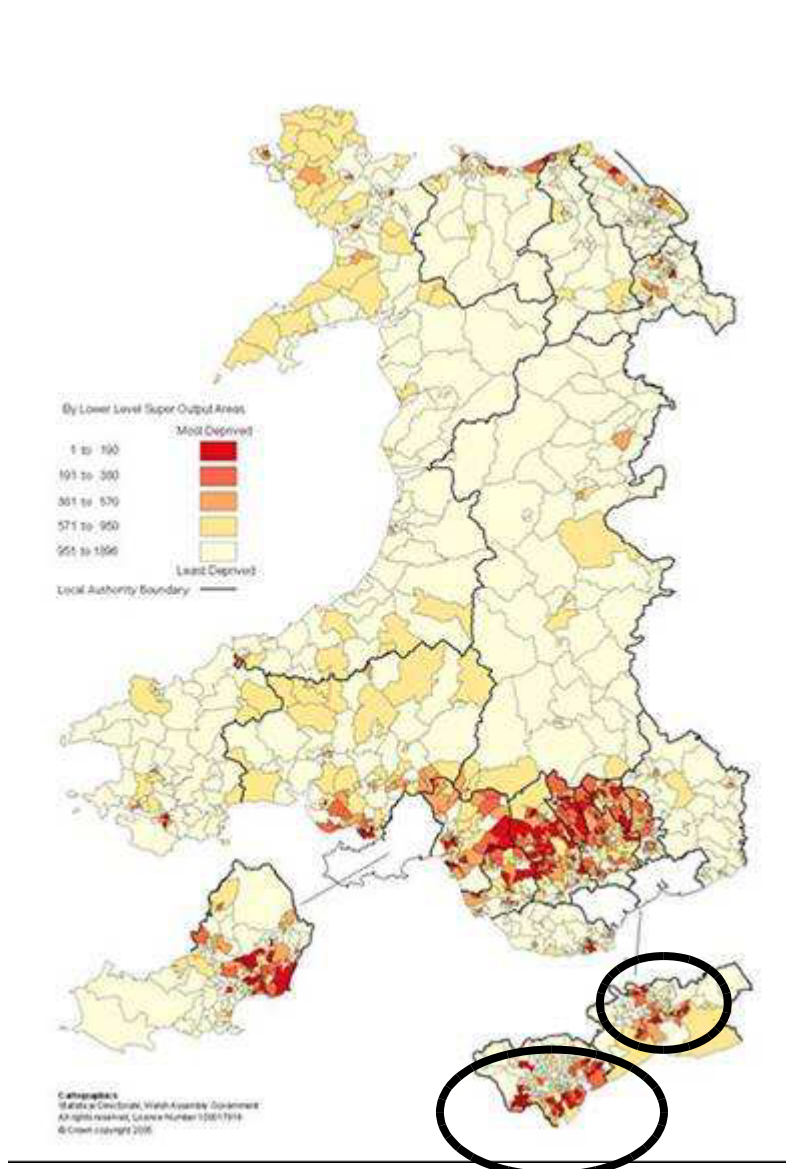 By Lower Level Super Output Areas
Most Deprived
1 to 190
191 to 380
381 to 570
571 to 950
951 to 1896
Least Deprived
Local Authority Boundary
Cartographics
Statistical Directorate, Welsh Assembly Government
All rights reserved, Licence Number
© Crown copyright